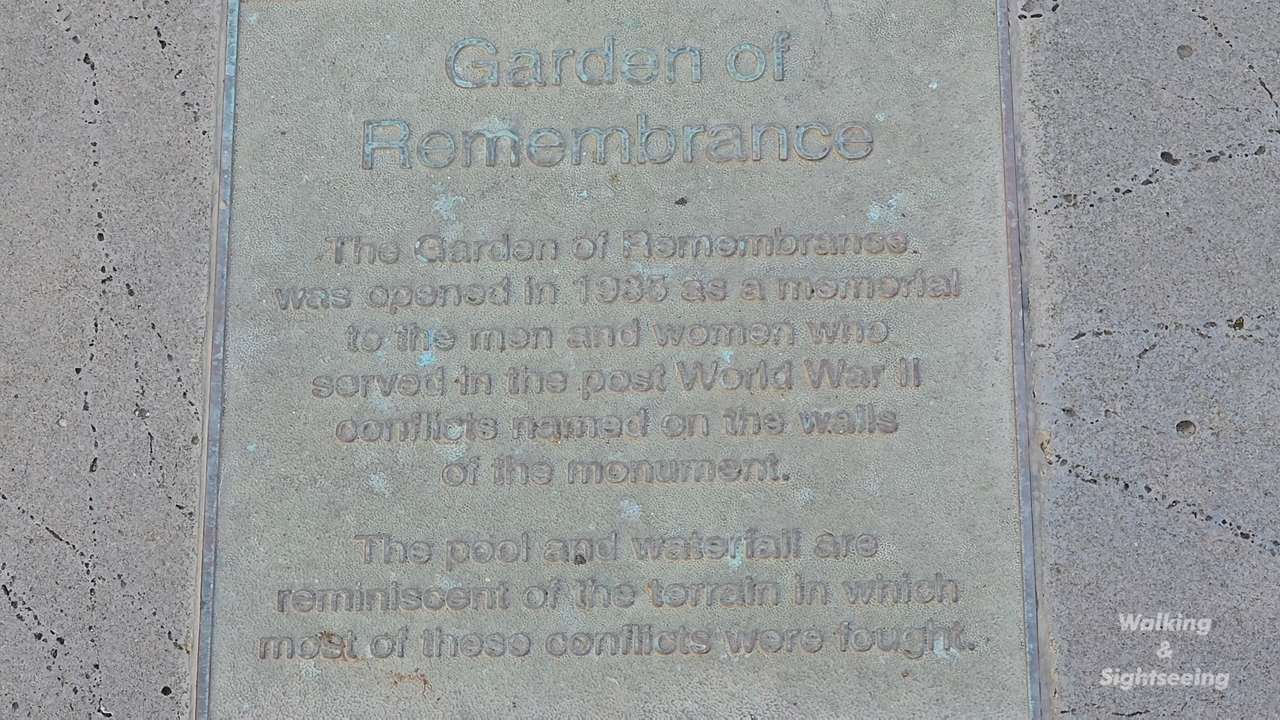 Garden of
Remembrance
The Garden of Remembrance
was opened in 1985 as a memorial
to the men and women who
served in the post World War II
conflicts named on the walls
of the monument.
The pool and waterfall are
reminiscent of the terrain in which
most of these conflicts were fought.
Walking
&
Sightseeing